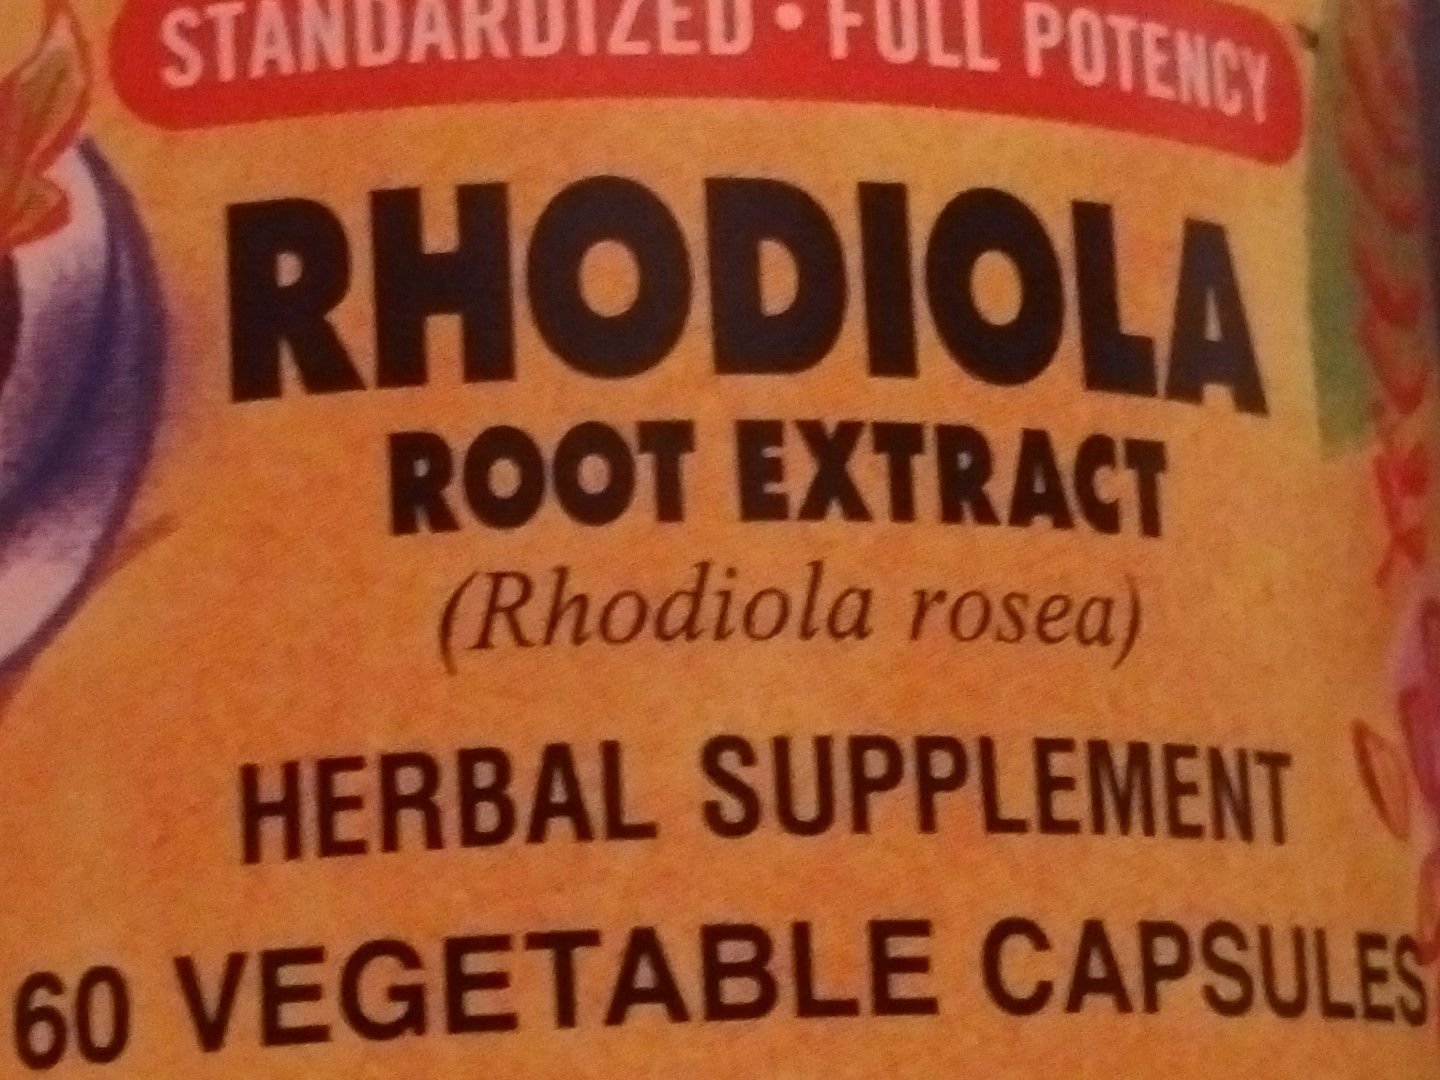 STANDARDIZED • FULL POTENCY
RHODIOLA
ROOT EXTRACT
(Rhodiola rosea)
HERBAL SUPPLEMENT
60 VEGETABLE CAPSULES